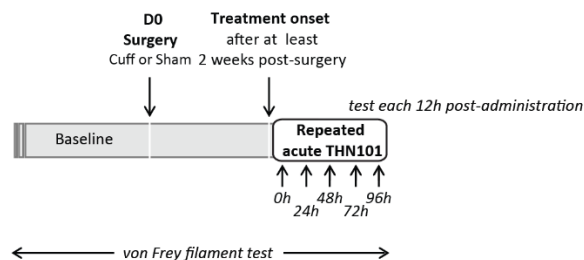 D0
Surgery
Cuff or Sham
Treatment onset
after at least
2 weeks post-surgery
test each 12h post-administration
Baseline
Repeated
acute THN101
0h
24h
48h
72h
96h
von Frey filament test